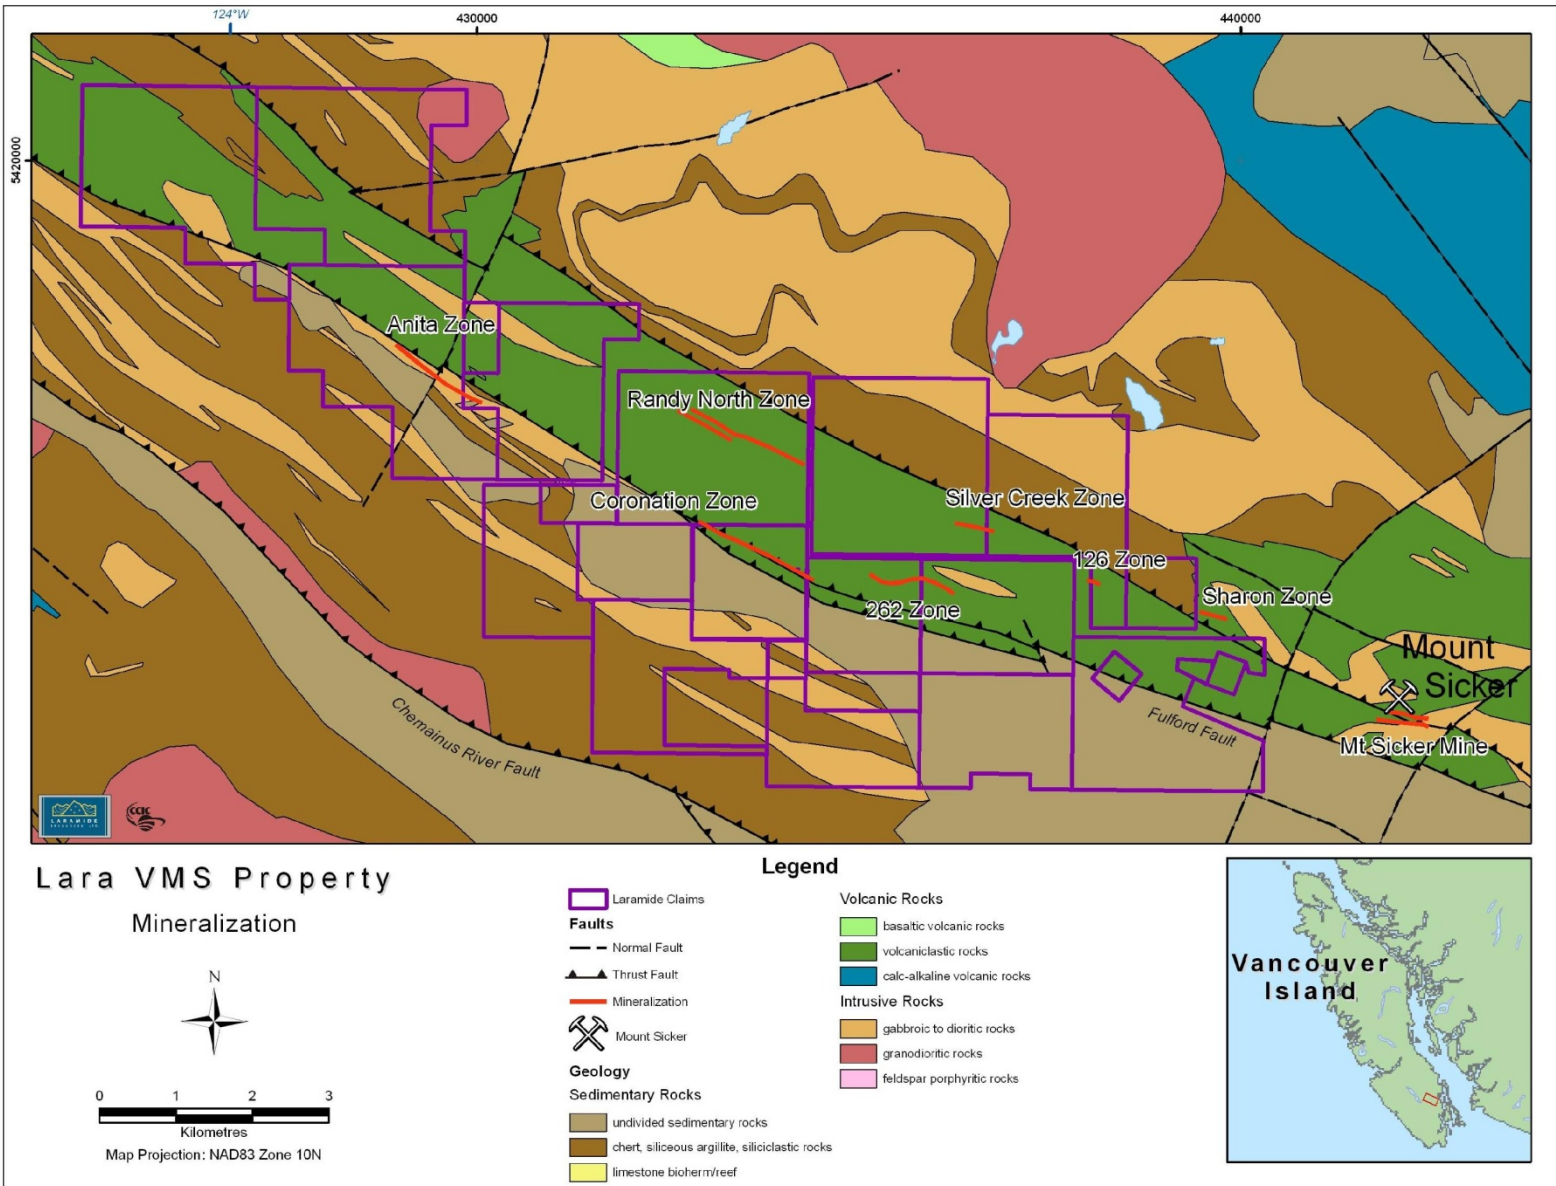 124°W
430000
440000
5420000
Anita Zone
Randy North Zone
Coronation Zone
Silver Creek Zone
126 Zone
262 Zone
Sharon Zone
Mount
Sicker
Mt Sicker Mine
Fulford Fault
Chemainus River Fault
LARAMIDE
Lara VMS Property
Mineralization
N
0 1 2 3
Kilometres
Map Projection: NAD83 Zone 10N
Legend
Laramide Claims
Faults
Normal Fault
Thrust Fault
Mineralization
Mount Sicker
Geology
Sedimentary Rocks
undivided sedimentary rocks
chert, siliceous argillite, siliciclastic rocks
limestone bioherm/reef
Volcanic Rocks
basaltic volcanic rocks
volcaniclastic rocks
calc-alkaline volcanic rocks
Intrusive Rocks
gabbroic to dioritic rocks
granodioritic rocks
feldspar porphyritic rocks
Vancouver
Island